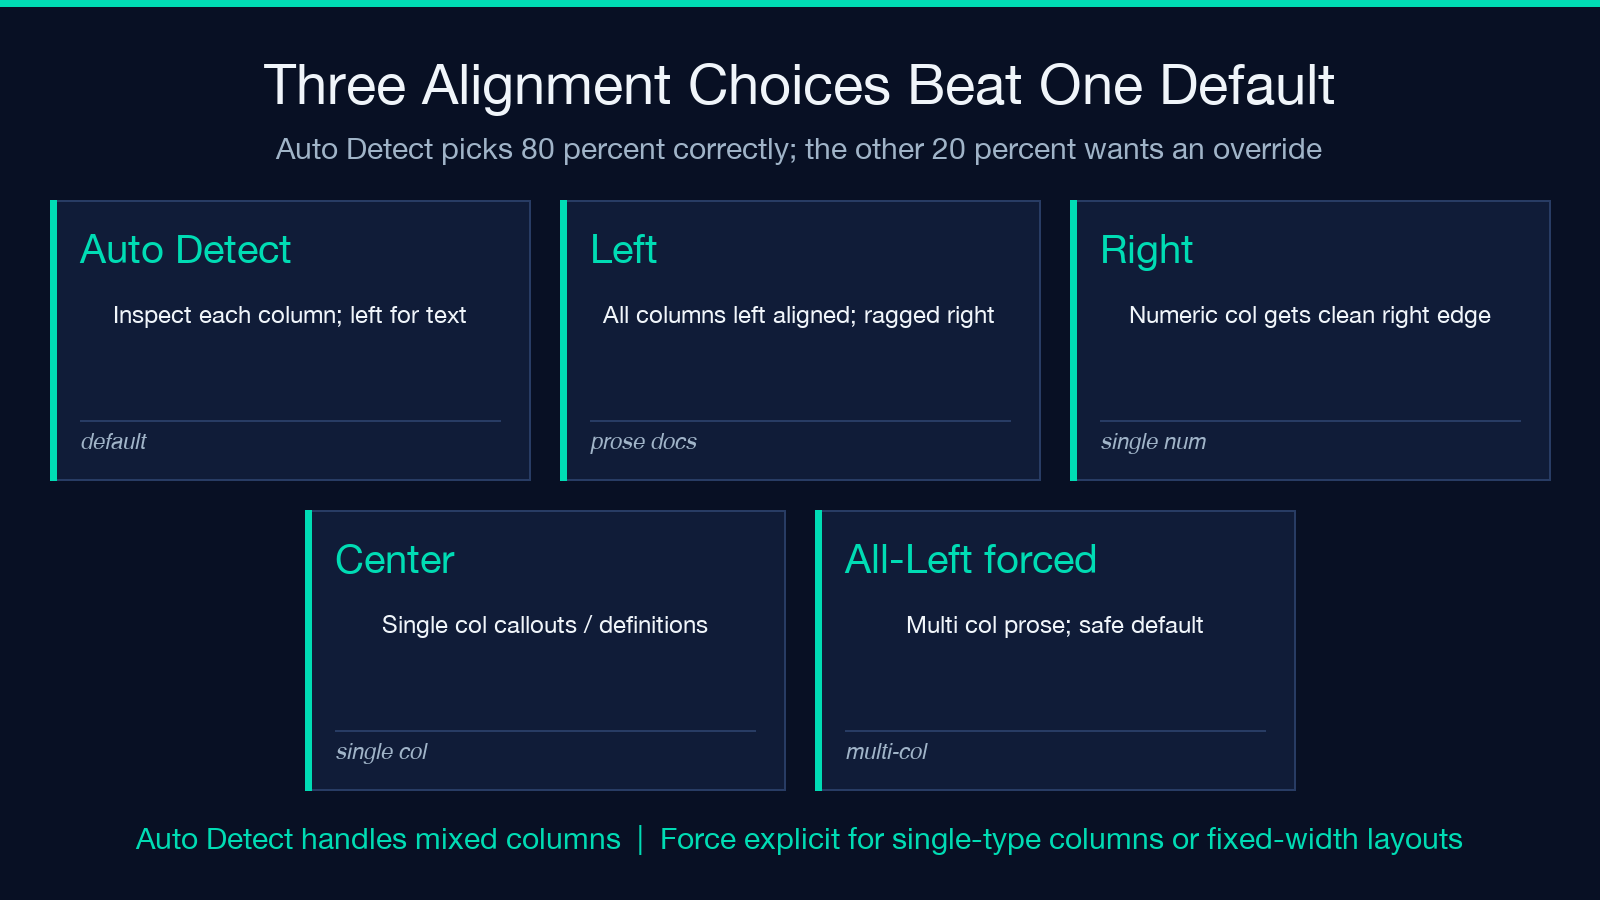 Three Alignment Choices Beat One Default
Auto Detect picks 80 percent correctly; the other 20 percent wants an override
Auto Detect
Inspect each column; left for text
default
Left
All columns left aligned; ragged right
prose docs
Right
Numeric col gets clean right edge
single num
Center
Single col callouts / definitions
single col
All-Left forced
Multi col prose; safe default
multi-col
Auto Detect handles mixed columns | Force explicit for single-type columns or fixed-width layouts